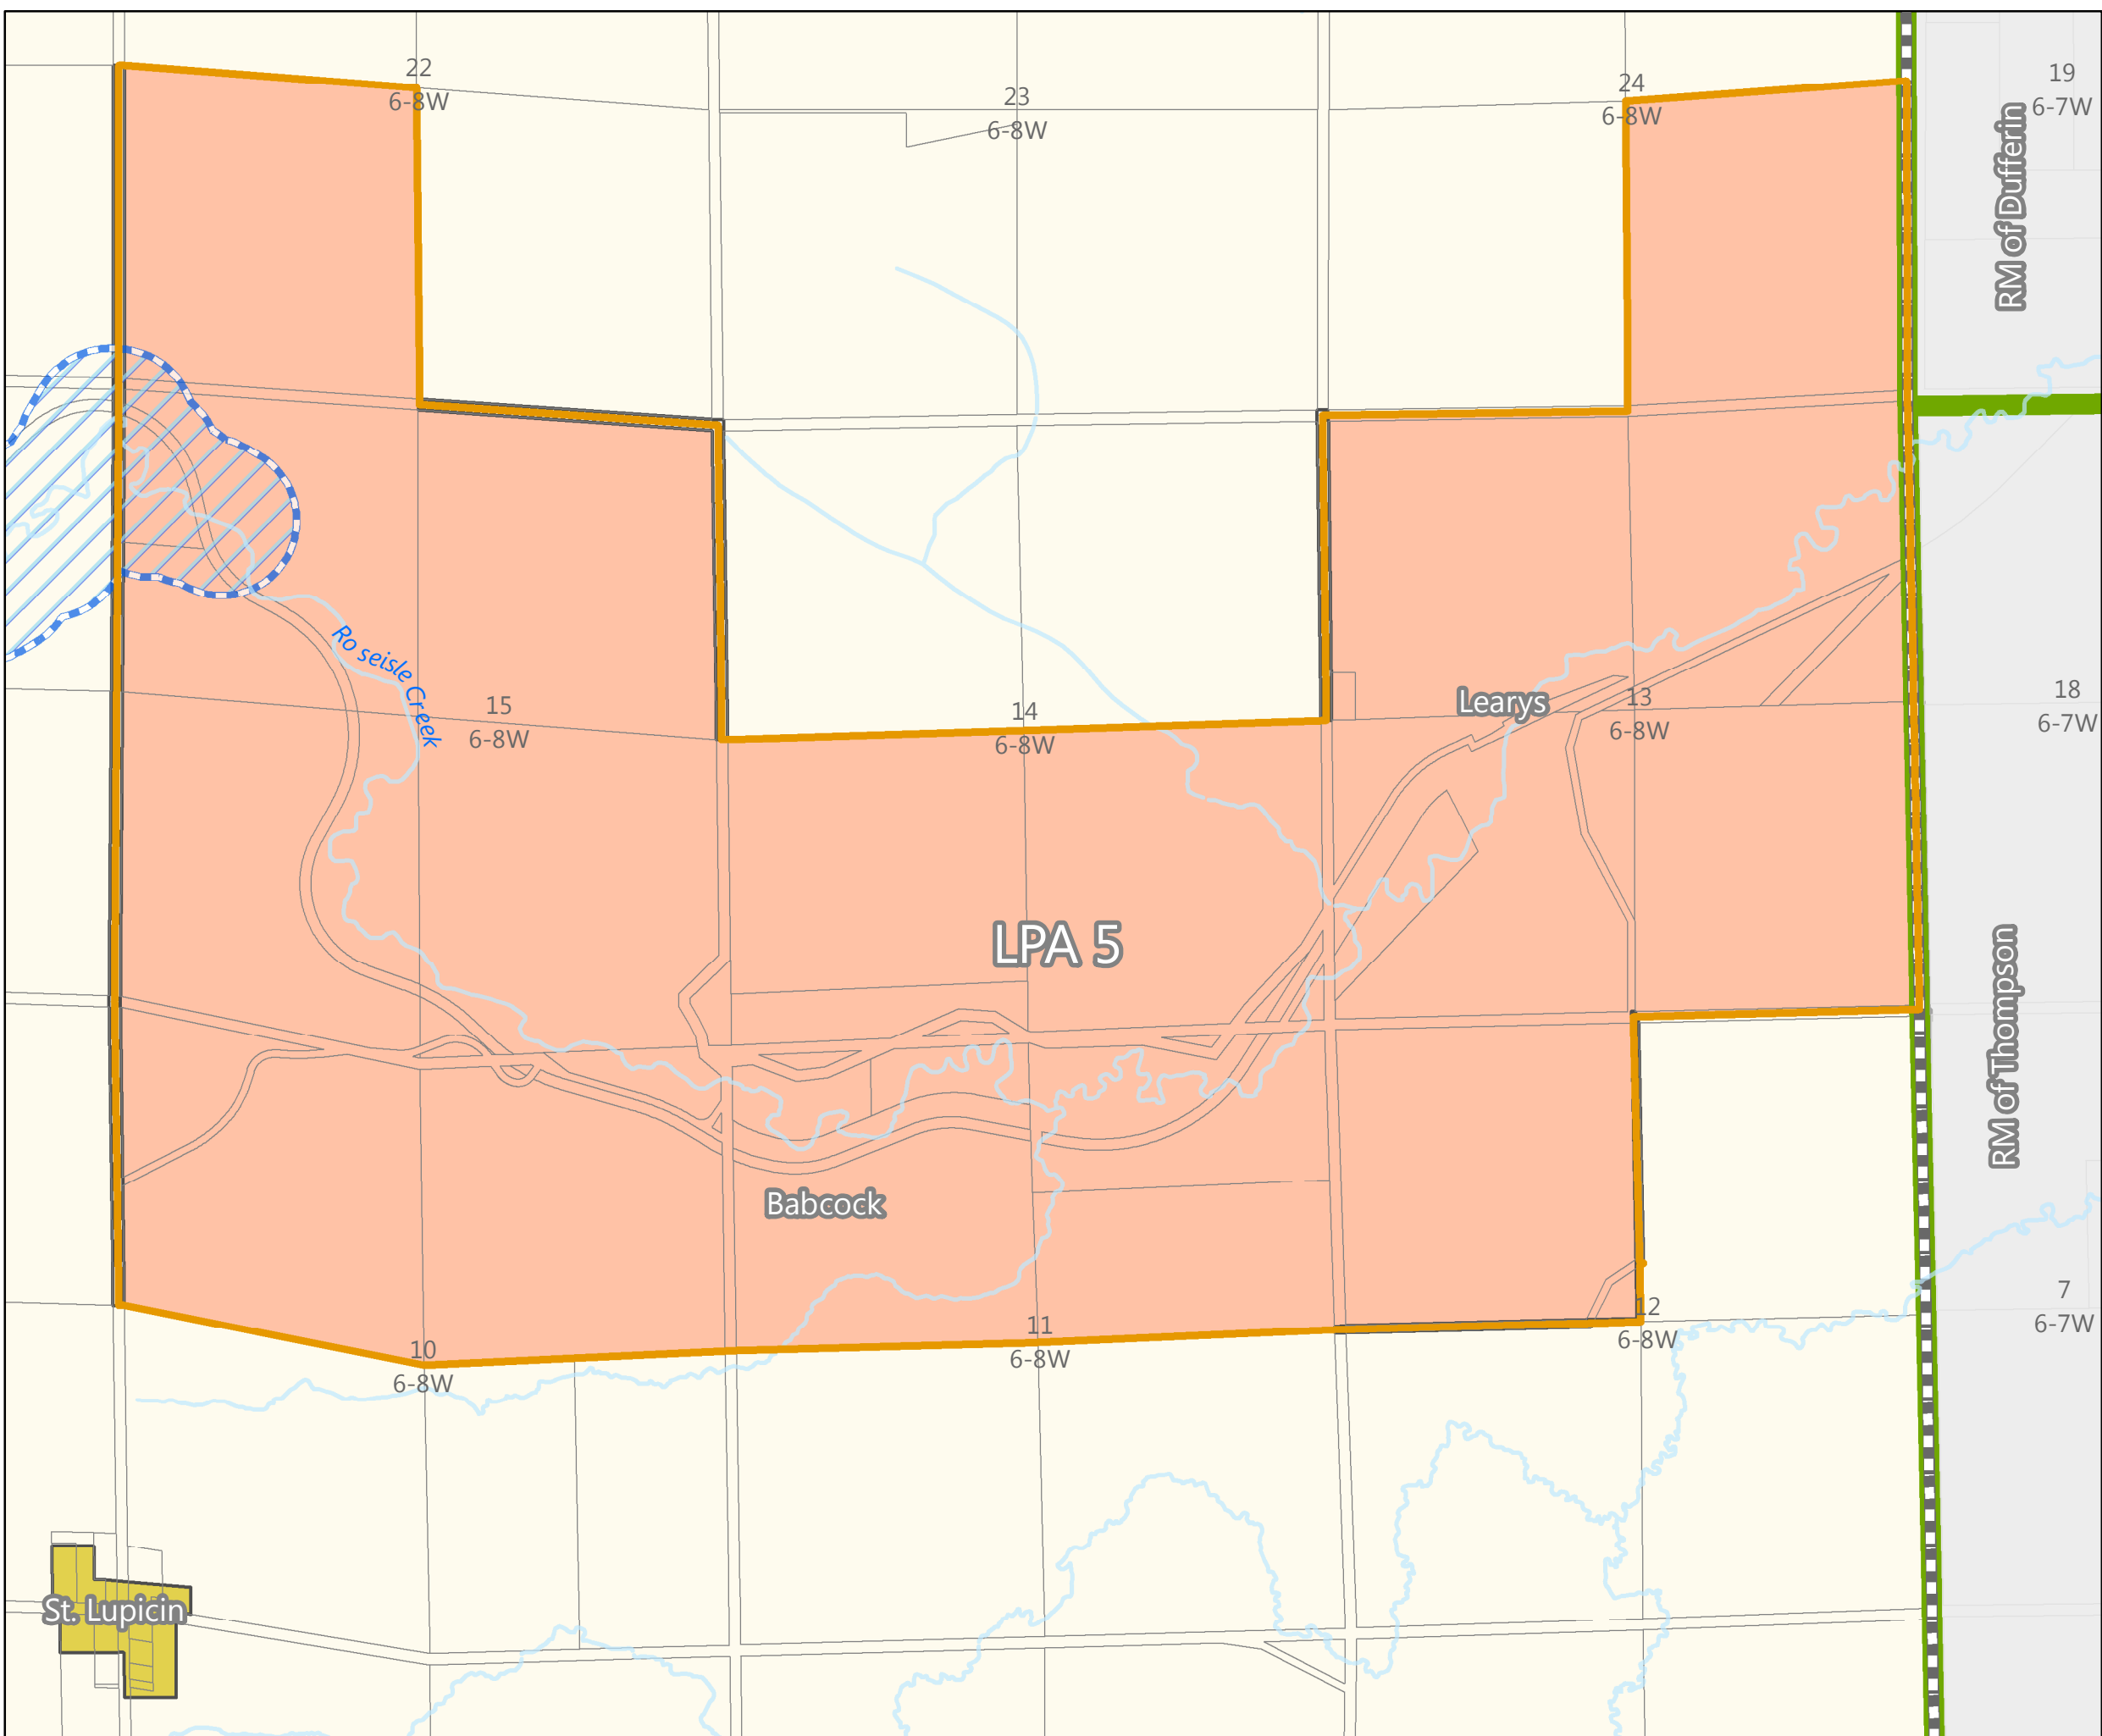 22
6-8W
23
6-8W
24
6-8W
19
6-7W
RM of Dufferin
Ro seisle Creek
15
6-8W
14
6-8W
Learys
13
6-8W
18
6-7W
LPA 5
RM of Thompson
Babcock
10
6-8W
11
6-8W
12
6-8W
7
6-7W
St. Lupicin